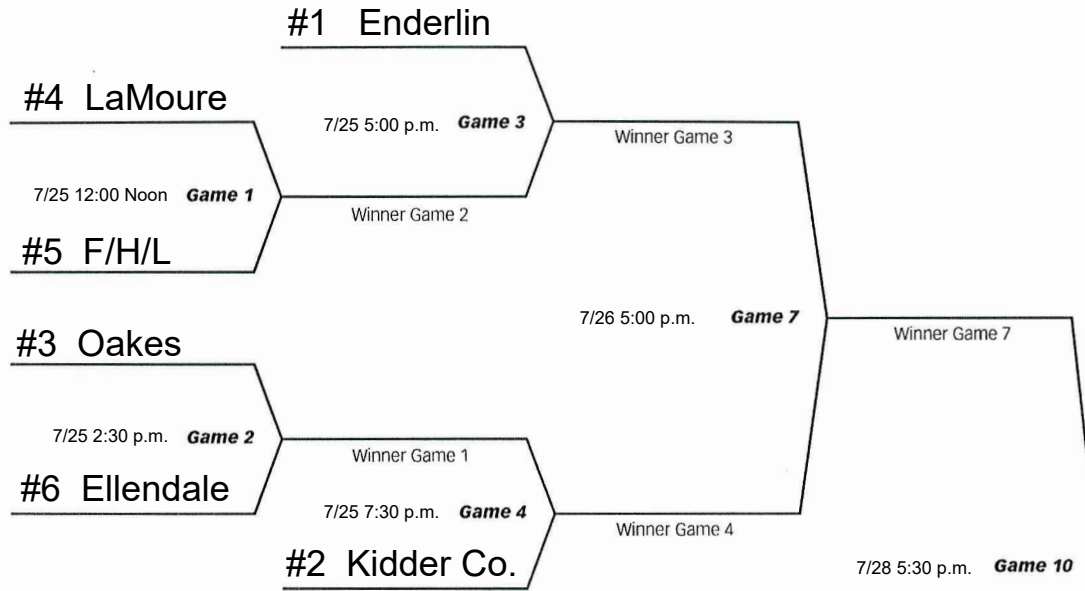 #1 Enderlin
#4 LaMoure
7/25 5:00 p.m. Game 3
Winner Game 3
7/25 12:00 Noon Game 1
Winner Game 2
#5 F/H/L
7/26 5:00 p.m. Game 7
Winner Game 7
#3 Oakes
7/25 2:30 p.m. Game 2
Winner Game 1
#6 Ellendale
7/25 7:30 p.m. Game 4
Winner Game 4
#2 Kidder Co.
7/28 5:30 p.m. Game 10